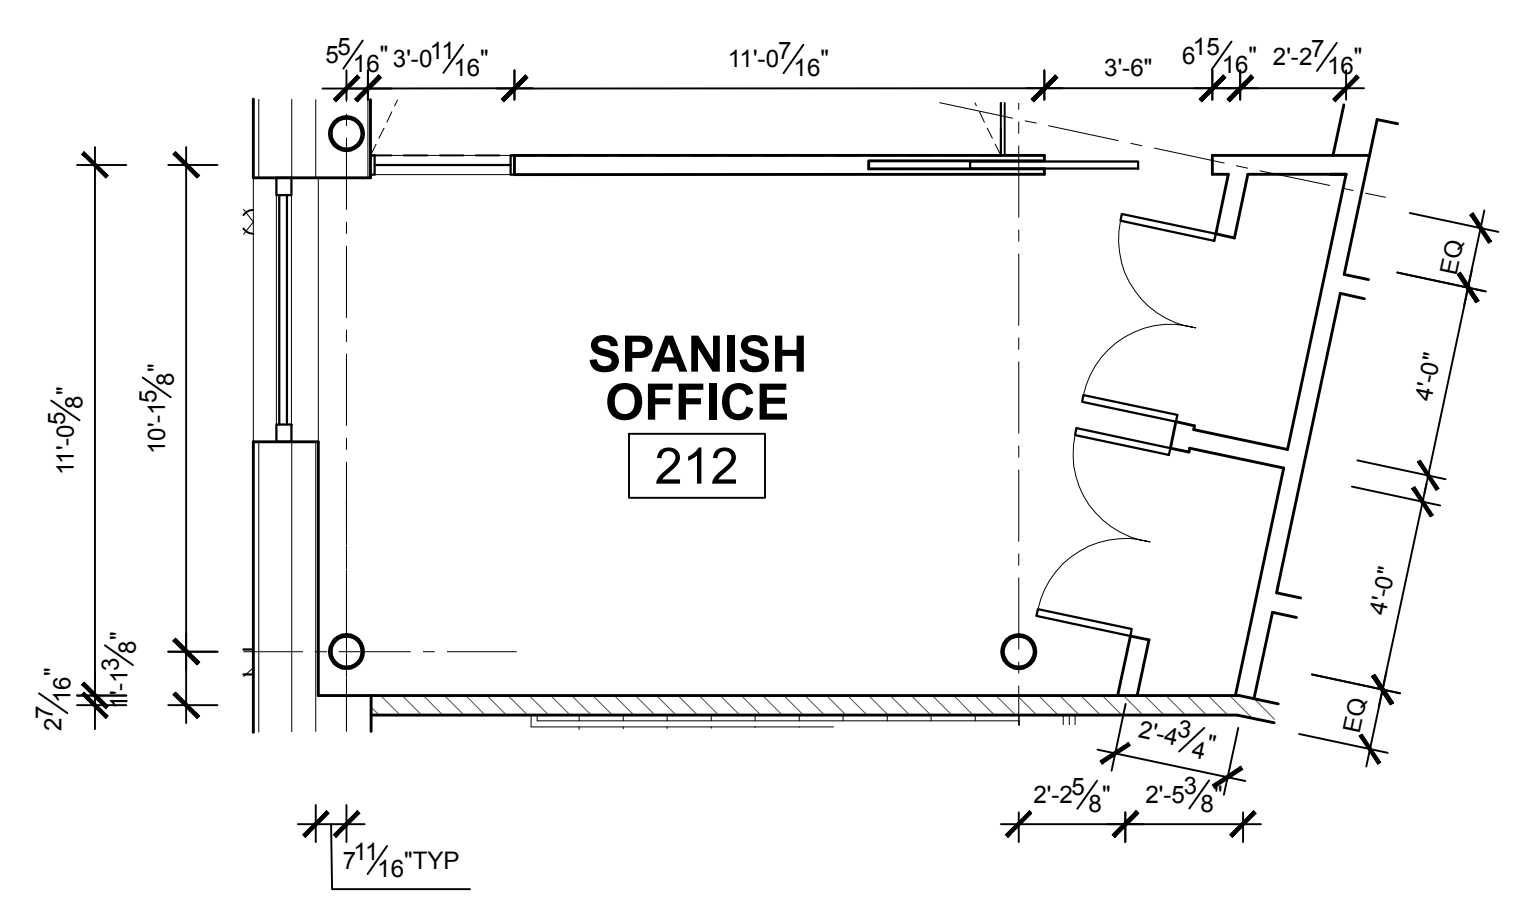 5 5/16" 3'-0 11/16" 11'-0 7/16" 3'-6" 6 15/16" 2'-2 7/16"
EQ
4'-0"
SPANISH
OFFICE
212
11'-0 5/8"
10'-1 5/8"
4'-0"
2 7/16"
1'-1 3/8"
EQ
2'-4 3/4"
2'-2 5/8" 2'-5 3/8"
7 11/16"TYP